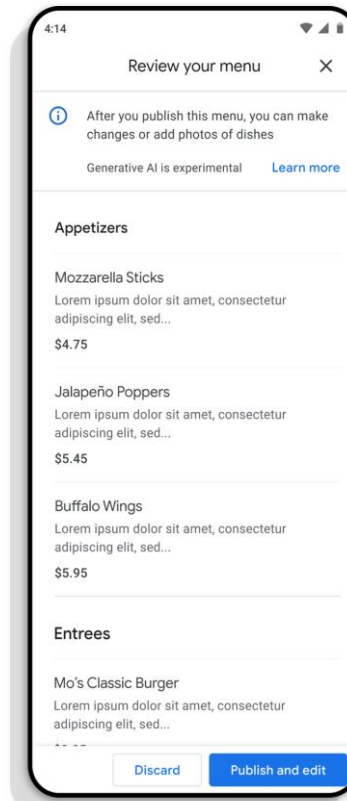 4:14
Review your menu
After you publish this menu, you can make
changes or add photos of dishes
Generative AI is experimental Learn more
Appetizers
Mozzarella Sticks
Lorem ipsum dolor sit amet, consectetur
adipiscing elit, sed...
$4.75
Jalapeño Poppers
Lorem ipsum dolor sit amet, consectetur
adipiscing elit, sed...
$5.45
Buffalo Wings
Lorem ipsum dolor sit amet, consectetur
adipiscing elit, sed...
$5.95
Entrees
Mo's Classic Burger
Lorem ipsum dolor sit amet, consectetur
adipiscing elit, sed...
Discard Publish and edit